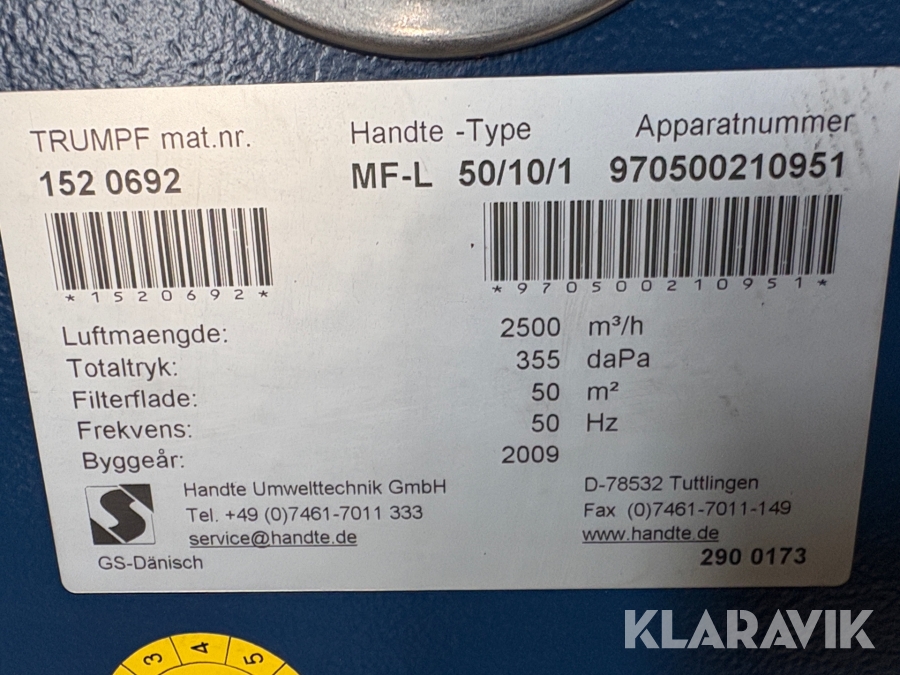 TRUMPF mat.nr. Handte -Type Apparatnummer
152 0692 MF-L 50/10/1 970500210951
*1520692* *970500210951*
Luftmaengde: 2500 m³/h
Totaltryk: 355 daPa
Filterflade: 50 m²
Frekvens: 50 Hz
Byggeår: 2009
Handte Umwelttechnik GmbH D-78532 Tuttlingen
Tel. +49 (0)7461-7011 333 Fax (0)7461-7011-149
service@handte.de www.handte.de
GS-Dänisch 290 0173
3 4 5
KLARAVIK